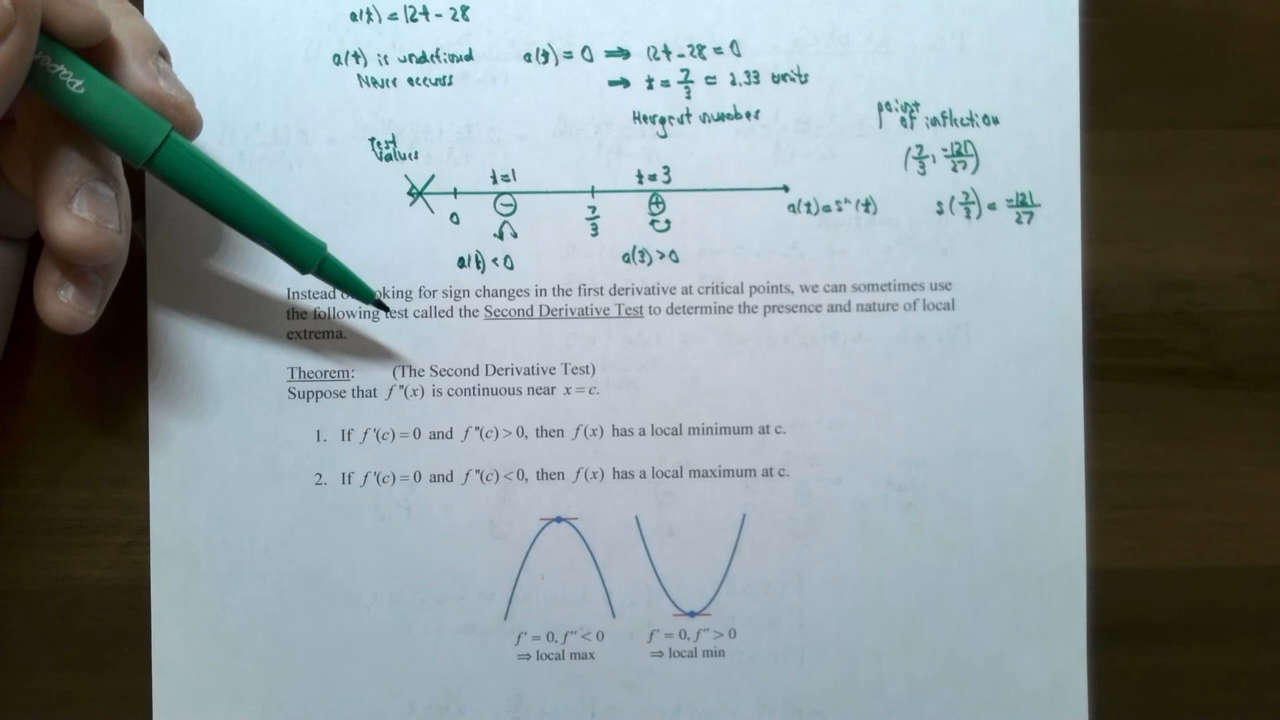 a(t) = 12t - 28
a(t) is undefined
Never occurs
a(t) = 0 ⇒ 12t - 28 = 0
⇒ t = 7/3 = 2.33 units
Hergert number
point of inflection
(7/3, -121/27)
Test Values
t=1
t=3
0
−
7/3
+
a(t) = s"(t)
s(7/3) = -121/27
a(1) < 0
a(3) > 0
Instead looking for sign changes in the first derivative at critical points, we can sometimes use
the following test called the Second Derivative Test to determine the presence and nature of local
extrema.
Theorem: (The Second Derivative Test)
Suppose that f "(x) is continuous near x = c.
1. If f '(c) = 0 and f "(c) > 0, then f(x) has a local minimum at c.
2. If f '(c) = 0 and f "(c) < 0, then f(x) has a local maximum at c.
f' = 0, f" < 0
⇒ local max
f' = 0, f" > 0
⇒ local min
Paper